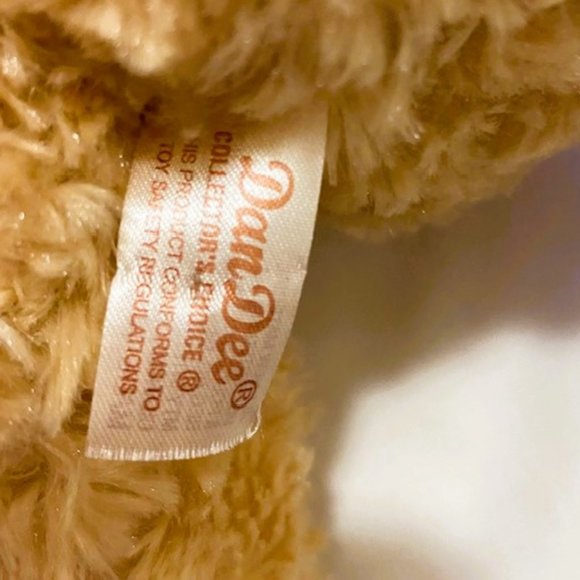 DanDee®
COLLECTOR'S CHOICE ®
THIS PRODUCT CONFORMS TO
TOY SAFETY REGULATIONS